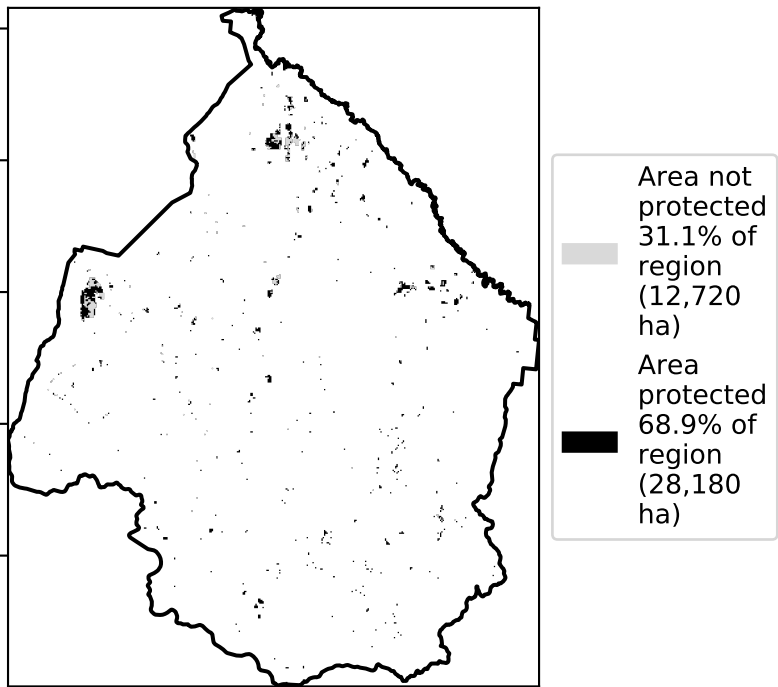 Area not
protected
31.1% of
region
(12,720
ha)
Area
protected
68.9% of
region
(28,180
ha)